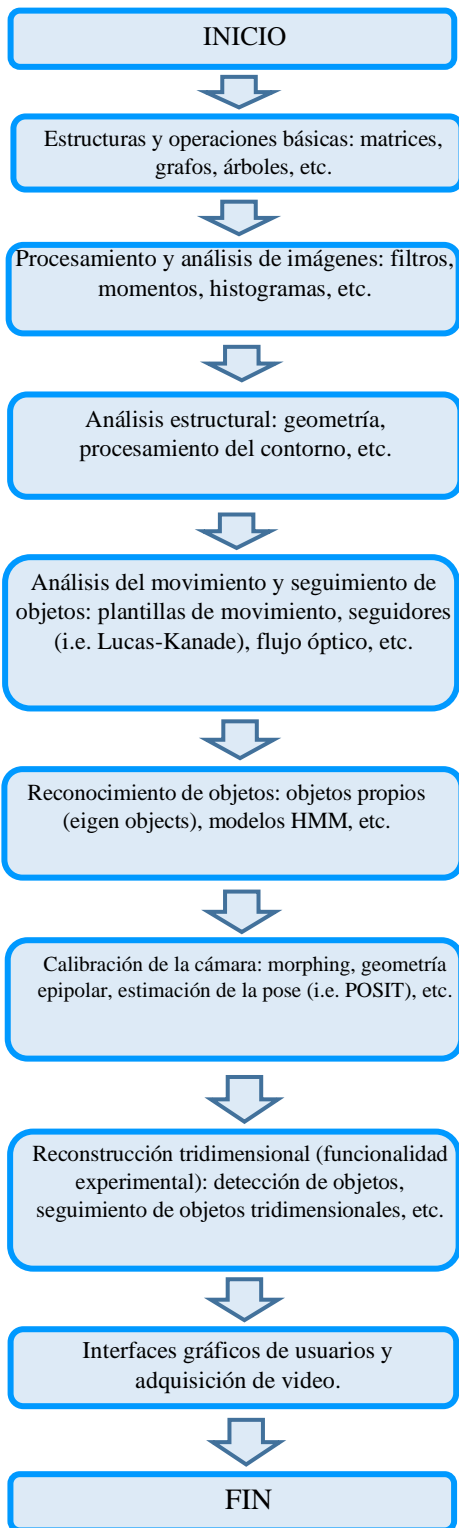 INICIO
Estructuras y operaciones básicas: matrices,
grafos, árboles, etc.
Procesamiento y análisis de imágenes: filtros,
momentos, histogramas, etc.
Análisis estructural: geometría,
procesamiento del contorno, etc.
Análisis del movimiento y seguimiento de
objetos: plantillas de movimiento, seguidores
(i.e. Lucas-Kanade), flujo óptico, etc.
Reconocimiento de objetos: objetos propios
(eigen objects), modelos HMM, etc.
Calibración de la cámara: morphing, geometría
epipolar, estimación de la pose (i.e. POSIT), etc.
Reconstrucción tridimensional (funcionalidad
experimental): detección de objetos,
seguimiento de objetos tridimensionales, etc.
Interfaces gráficos de usuarios y
adquisición de video.
FIN